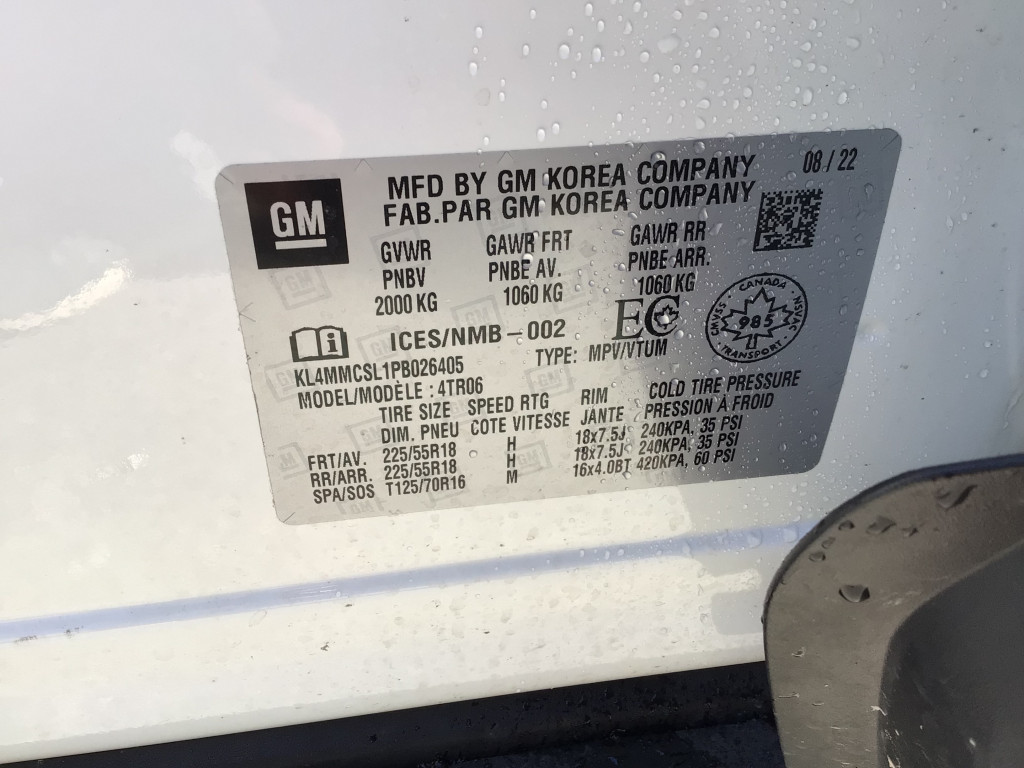 GM
MFD BY GM KOREA COMPANY 08/22
FAB.PAR GM KOREA COMPANY
GVWR GAWR FRT GAWR RR
PNBV PNBE AV. PNBE ARR.
2000 KG 1060 KG 1060 KG
ICES/NMB-002 EC
CANADA
CMVSS 985 NSVAC
TRANSPORT
KL4MMCSL1PB026405 TYPE: MPV/VTUM
MODEL/MODÈLE : 4TR06
TIRE SIZE SPEED RTG RIM COLD TIRE PRESSURE
DIM. PNEU COTE VITESSE JANTE PRESSION À FROID
FRT/AV. 225/55R18 H 18x7.5J 240KPA, 35 PSI
RR/ARR. 225/55R18 H 18x7.5J 240KPA, 35 PSI
SPA/SOS T125/70R16 M 16x4.0BT 420KPA, 60 PSI